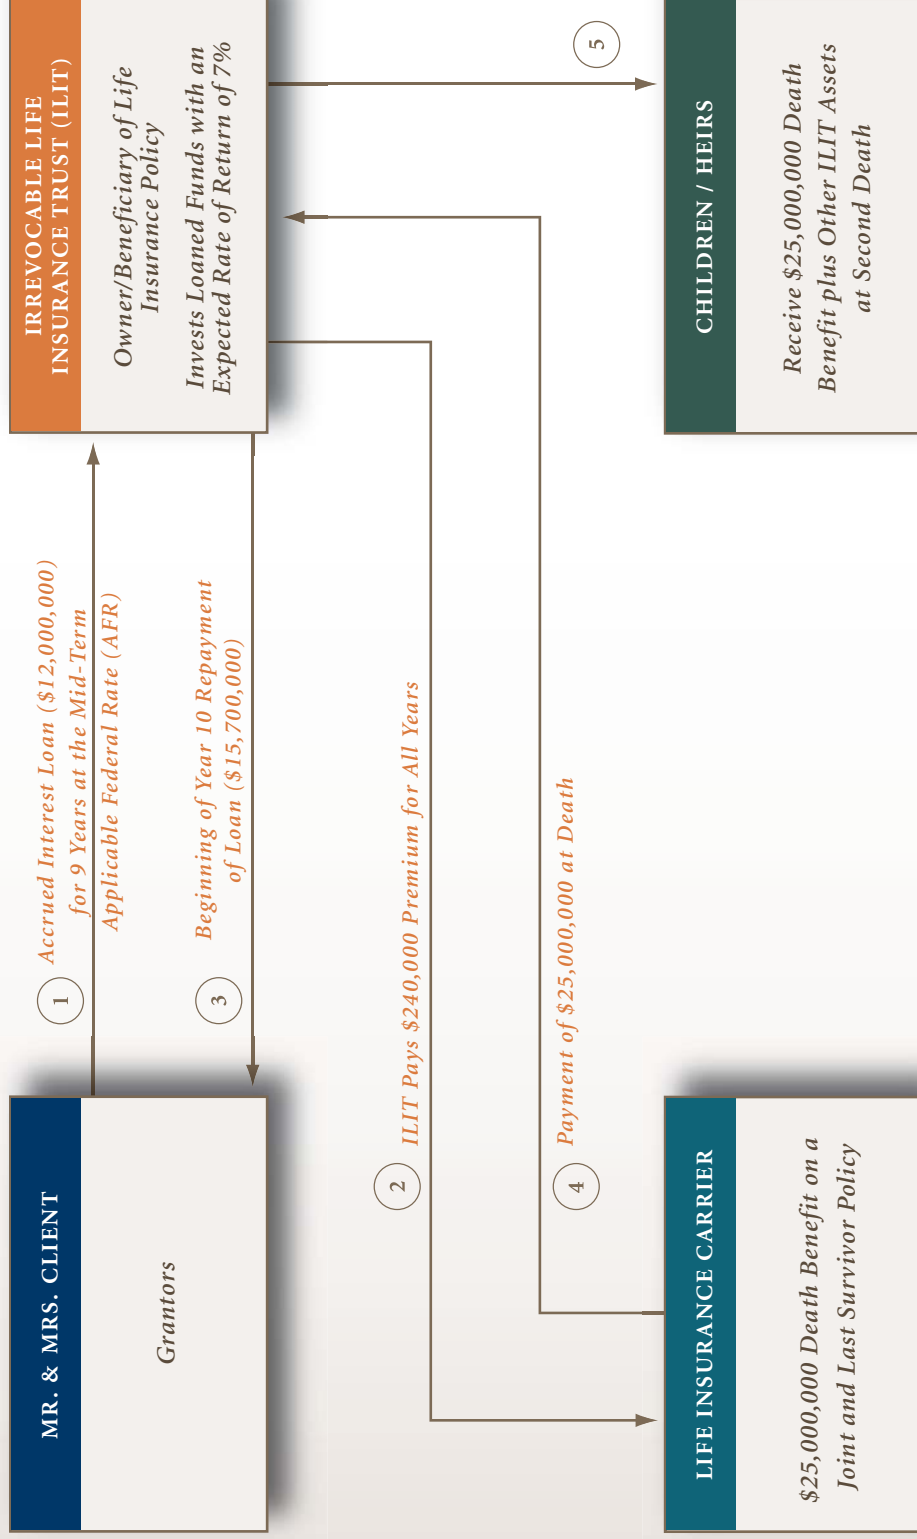 MR. & MRS. CLIENT
Grantors
1
Accrued Interest Loan ($12,000,000)
for 9 Years at the Mid-Term
Applicable Federal Rate (AFR)
3
Beginning of Year 10 Repayment
of Loan ($15,700,000)
IRREVOCABLE LIFE
INSURANCE TRUST (ILIT)
Owner/Beneficiary of Life
Insurance Policy
Invests Loaned Funds with an
Expected Rate of Return of 7%
2
ILIT Pays $240,000 Premium for All Years
4
Payment of $25,000,000 at Death
5
LIFE INSURANCE CARRIER
$25,000,000 Death Benefit on a
Joint and Last Survivor Policy
CHILDREN / HEIRS
Receive $25,000,000 Death
Benefit plus Other ILIT Assets
at Second Death